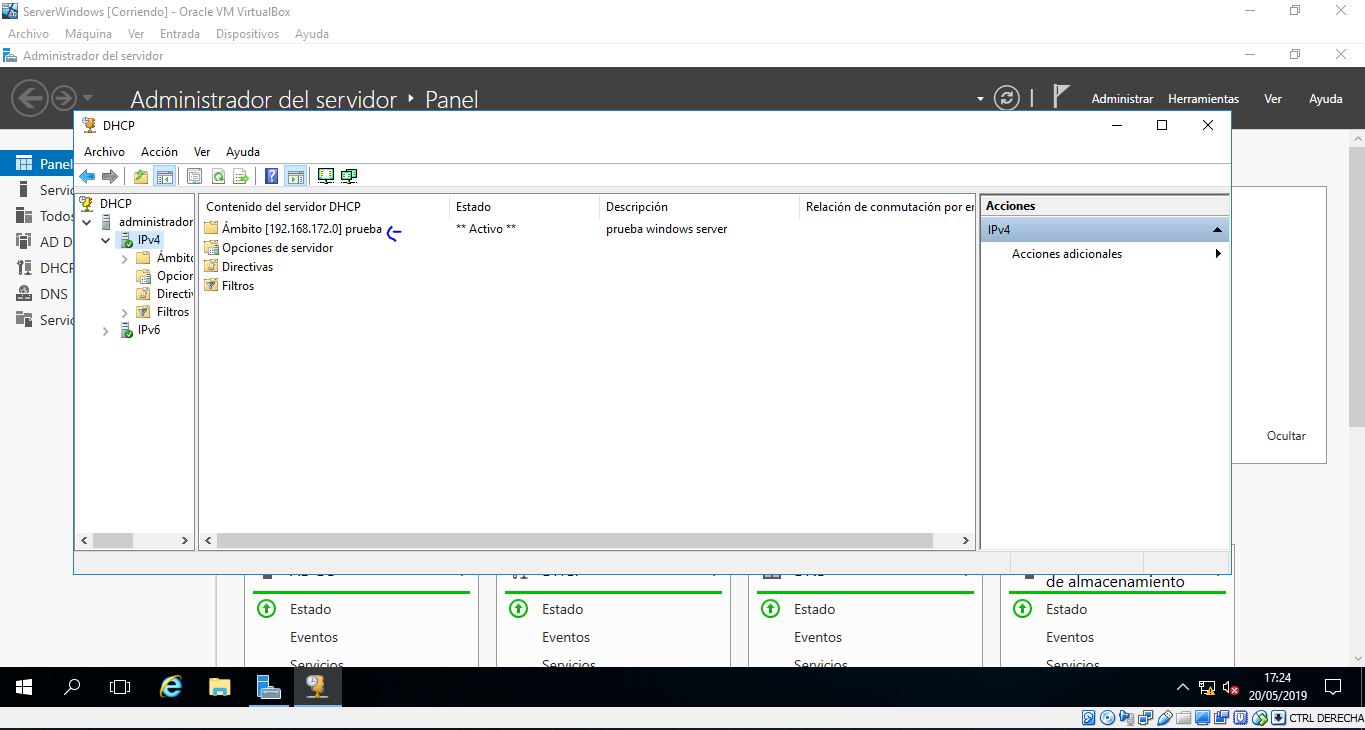 ServerWindows [Corriendo] - Oracle VM VirtualBox
Archivo Máquina Ver Entrada Dispositivos Ayuda
Administrador del servidor
Administrador del servidor Panel
Administrar Herramientas Ver Ayuda
DHCP
Archivo Acción Ver Ayuda
Panel
Servic
Todos
AD D
DHCP
DNS
Servic
DHCP
administrador
IPv4
Ámbito
Opcion
Directiv
Filtros
IPv6
Contenido del servidor DHCP Estado Descripción Relación de conmutación por er
Ámbito [192.168.172.0] prueba ** Activo ** prueba windows server
Opciones de servidor
Directivas
Filtros
Acciones
IPv4
Acciones adicionales
Ocultar
de almacenamiento
Estado Estado Estado Estado
Eventos Eventos Eventos Eventos
Servicios Servicios Servicios Servicios
17:24
20/05/2019
CTRL DERECHA